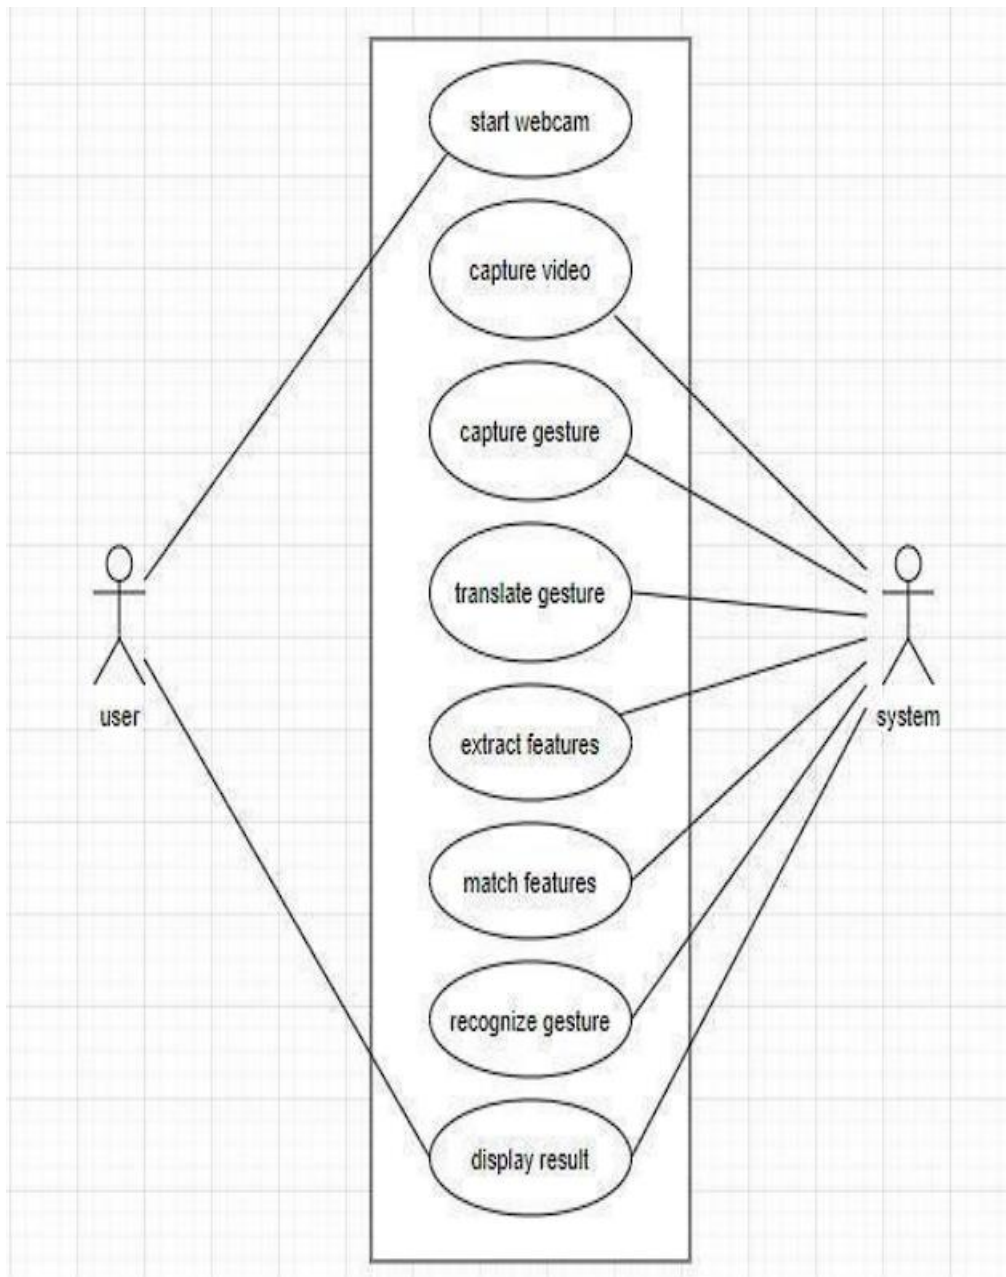 start webcam
capture video
capture gesture
translate gesture
user
system
extract features
match features
recognize gesture
display result